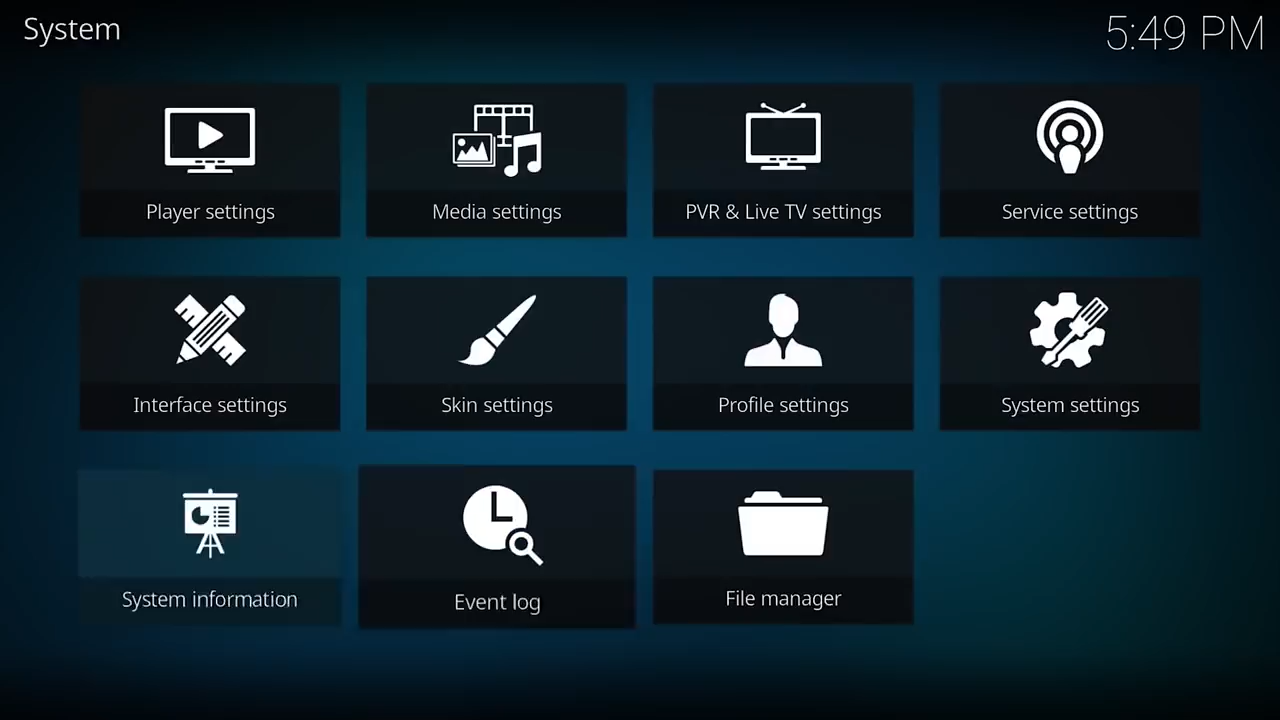 System
5:49 PM
Player settings
Media settings
PVR & Live TV settings
Service settings
Interface settings
Skin settings
Profile settings
System settings
System information
Event log
File manager